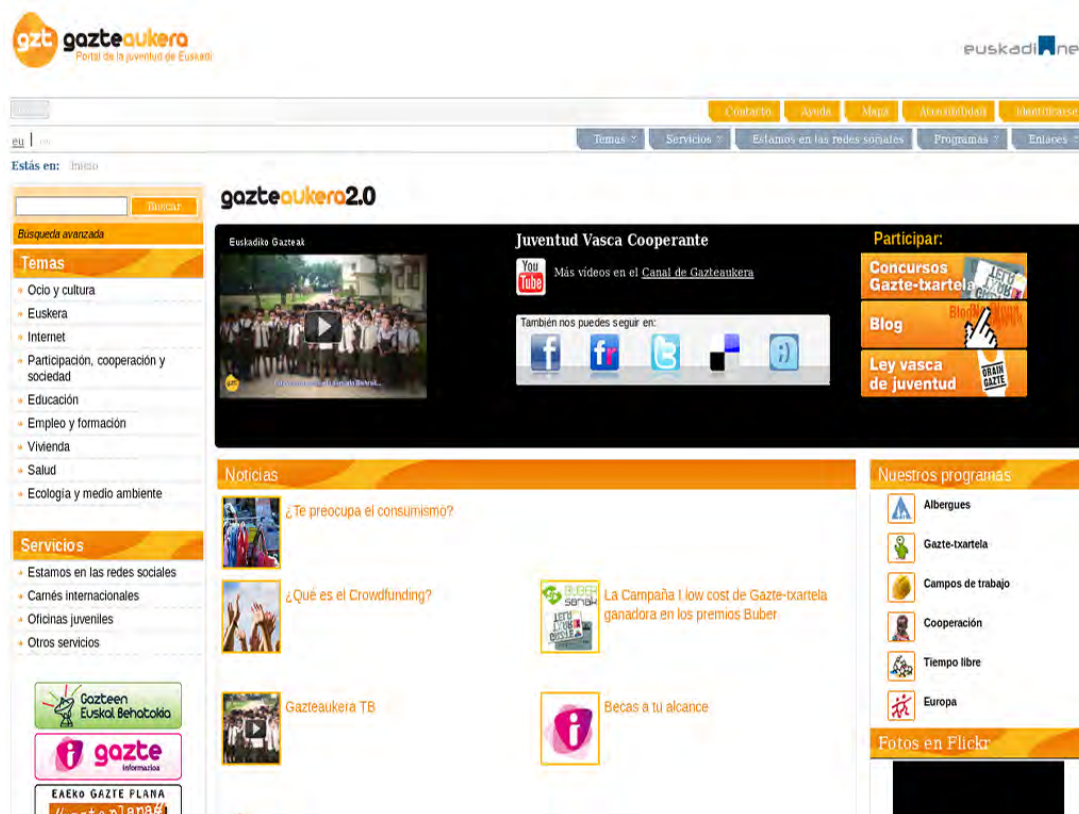 gzt gazteaukera
Portal de la juventud de Euskadi
euskadi.ne
Contacto Ayuda Mapa Accesibilidad Identificarse
eu |
Temas Servicios Estamos en las redes sociales Programas Enlaces
Estás en: Inicio
Buscar
Búsqueda avanzada
Temas
Ocio y cultura
Euskera
Internet
Participación, cooperación y
sociedad
Educación
Empleo y formación
Vivienda
Salud
Ecología y medio ambiente
Servicios
Estamos en las redes sociales
Carnés internacionales
Oficinas juveniles
Otros servicios
Gazteen
Euskal Behatokia
i gazte
informazioa
EAEko GAZTE PLANA
gazteaukera2.0
Euskadiko Gazteak
gzt
Juventud Vasca Cooperante
You
Tube
Más vídeos en el Canal de Gazteaukera
También nos puedes seguir en:
f fr t :)
Participar:
Concursos
Gazte-txartela
Blog
Ley vasca
de juventud
ORAIN
GAZTE
Noticias
¿Te preocupa el consumismo?
¿Qué es el Crowdfunding?
BUBER
sariak
La Campaña I low cost de Gazte-txartela
ganadora en los premios Buber
Gazteaukera TB
i
Becas a tu alcance
Nuestros programas
Albergues
Gazte-txartela
Campos de trabajo
Cooperación
Tiempo libre
Europa
Fotos en Flickr